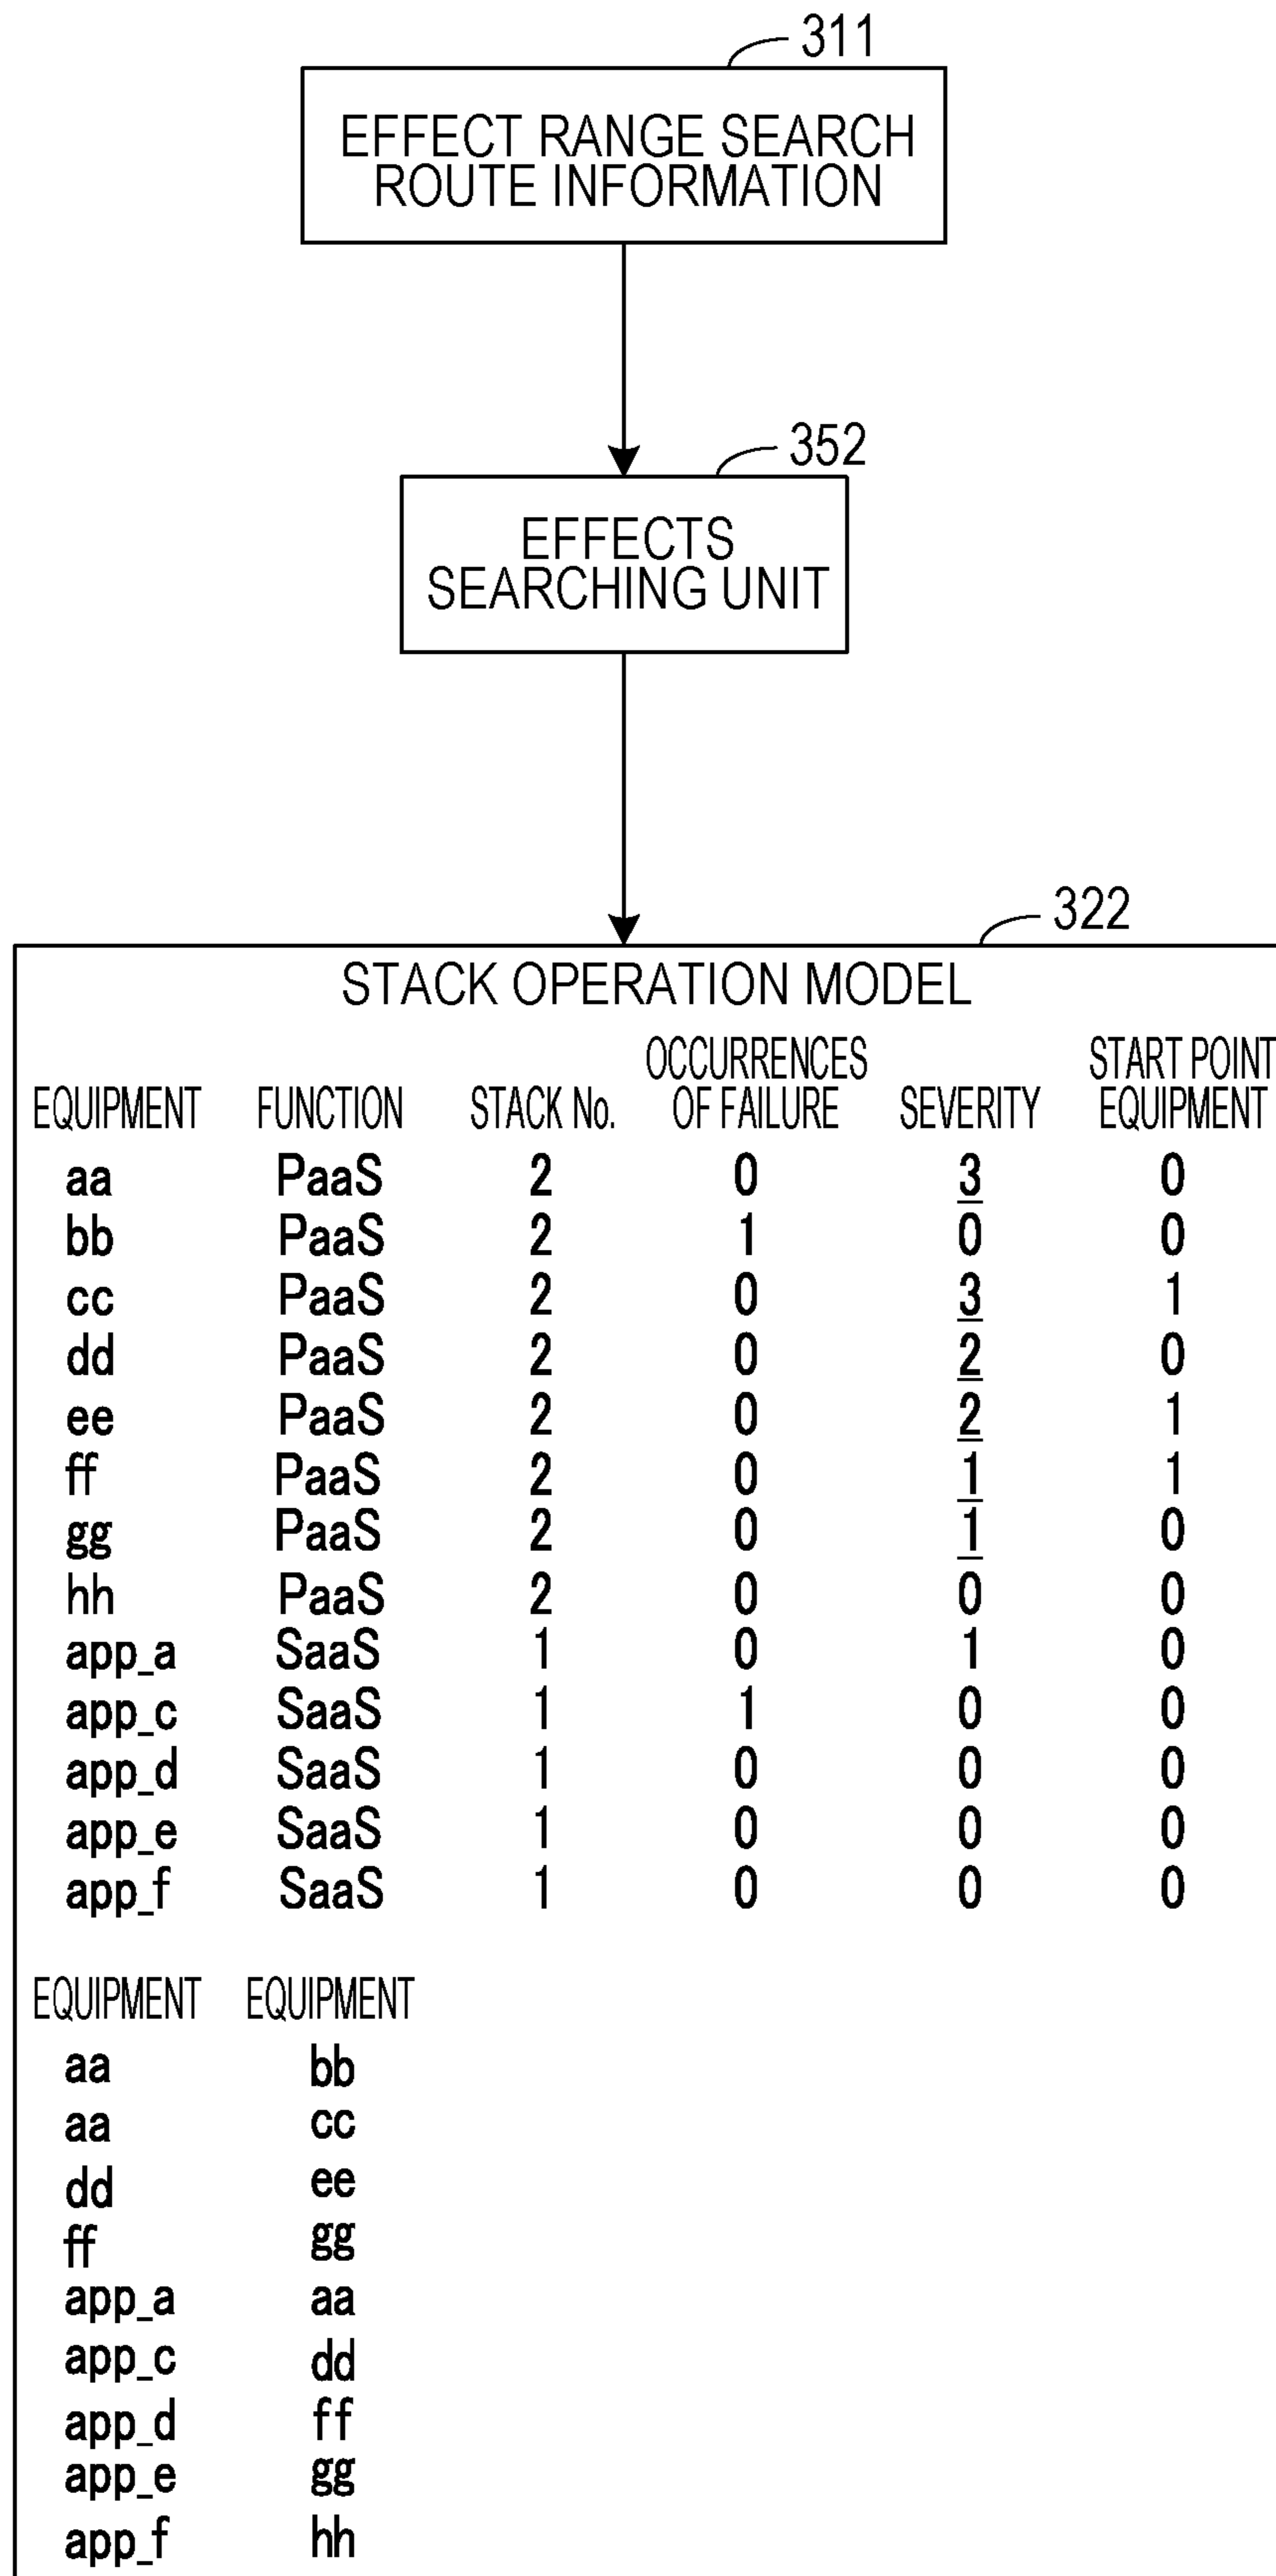 311
EFFECT RANGE SEARCH
ROUTE INFORMATION
352
EFFECTS
SEARCHING UNIT
322
STACK OPERATION MODEL
EQUIPMENT FUNCTION STACK No. OCCURRENCES OF FAILURE SEVERITY START POINT EQUIPMENT
aa PaaS 2 0 3 0
bb PaaS 2 1 0 0
cc PaaS 2 0 3 1
dd PaaS 2 0 2 0
ee PaaS 2 0 2 1
ff PaaS 2 0 1 1
gg PaaS 2 0 1 0
hh PaaS 2 0 0 0
app_a SaaS 1 0 1 0
app_c SaaS 1 1 0 0
app_d SaaS 1 0 0 0
app_e SaaS 1 0 0 0
app_f SaaS 1 0 0 0
EQUIPMENT EQUIPMENT
aa bb
aa cc
dd ee
ff gg
app_a aa
app_c dd
app_d ff
app_e gg
app_f hh